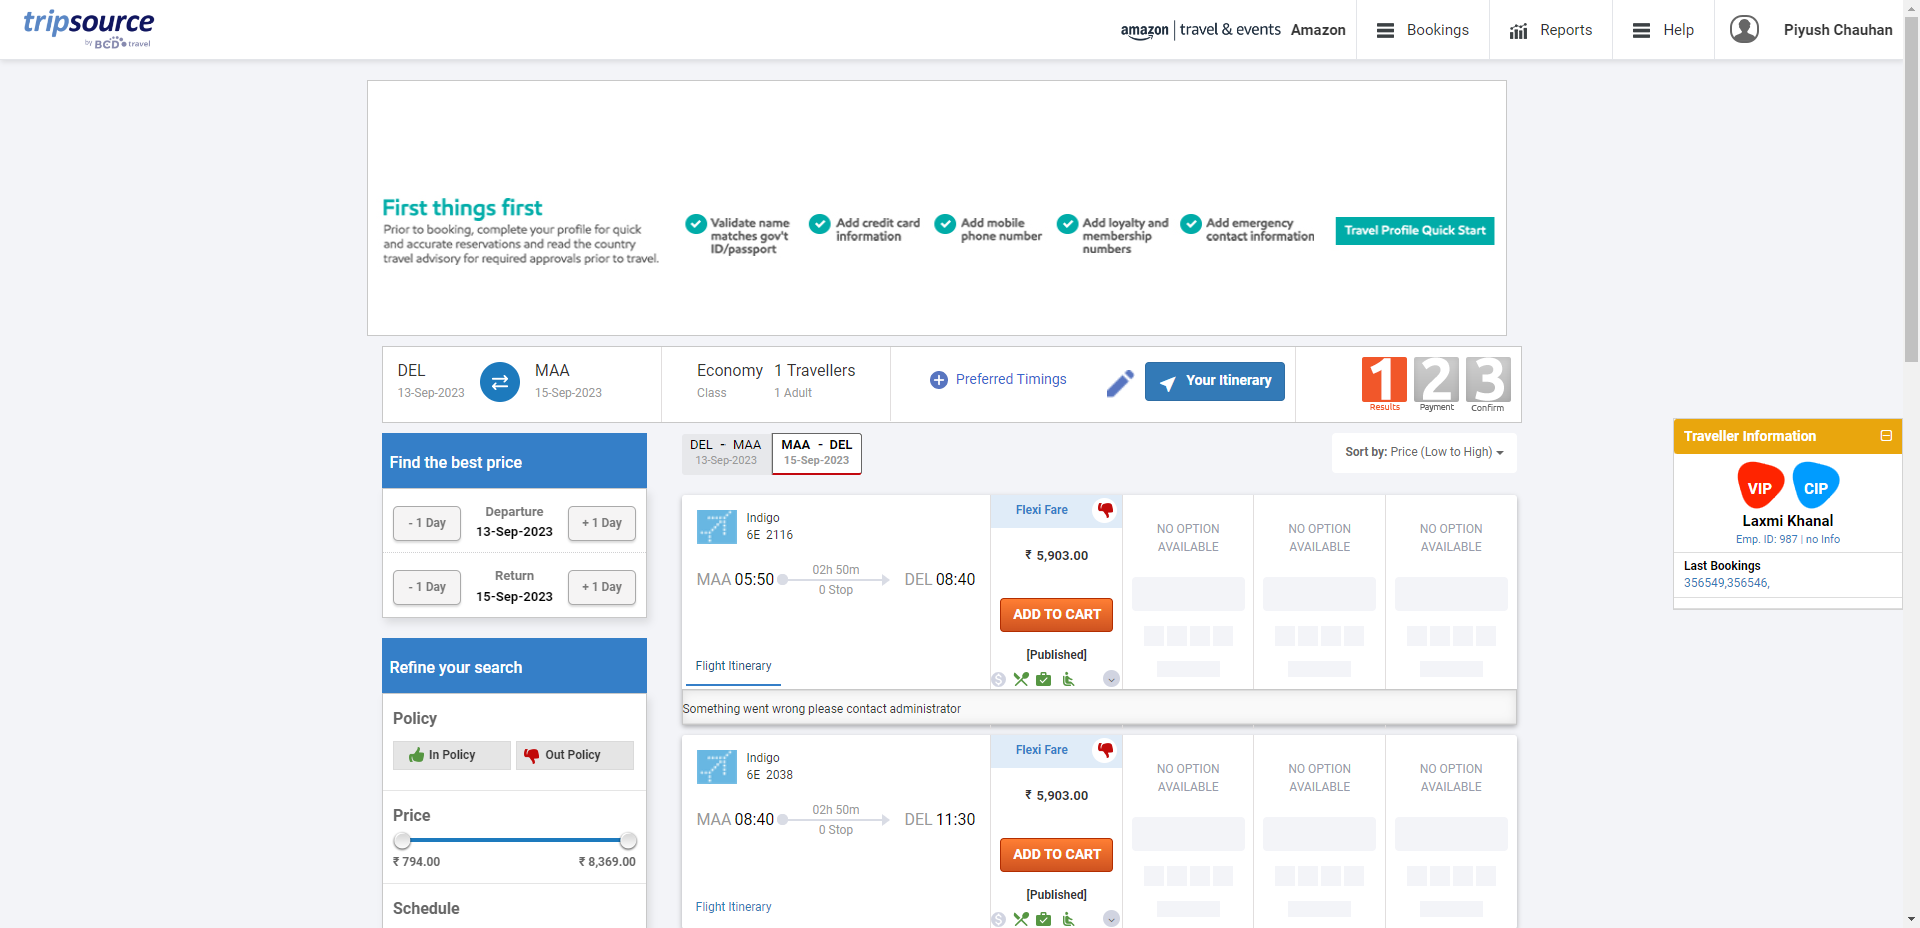 tripsource
by BCD travel
amazon | travel & events Amazon
Bookings
Reports
Help
Piyush Chauhan
First things first
Prior to booking, complete your profile for quick
and accurate reservations and read the country
travel advisory for required approvals prior to travel.
Validate name
matches gov't
ID/passport
Add credit card
information
Add mobile
phone number
Add loyalty and
membership
numbers
Add emergency
contact information
Travel Profile Quick Start
DEL
13-Sep-2023
MAA
15-Sep-2023
Economy
Class
1 Travellers
1 Adult
Preferred Timings
Your Itinerary
1
Results
2
Payment
3
Confirm
Find the best price
- 1 Day
Departure
13-Sep-2023
+ 1 Day
- 1 Day
Return
15-Sep-2023
+ 1 Day
Refine your search
Policy
In Policy
Out Policy
Price
₹ 794.00
₹ 8,369.00
Schedule
DEL - MAA
13-Sep-2023
MAA - DEL
15-Sep-2023
Sort by: Price (Low to High)
Indigo
6E 2116
MAA 05:50
02h 50m
0 Stop
DEL 08:40
Flight Itinerary
Flexi Fare
₹ 5,903.00
ADD TO CART
[Published]
NO OPTION
AVAILABLE
NO OPTION
AVAILABLE
NO OPTION
AVAILABLE
Something went wrong please contact administrator
Indigo
6E 2038
MAA 08:40
02h 50m
0 Stop
DEL 11:30
Flight Itinerary
Flexi Fare
₹ 5,903.00
ADD TO CART
[Published]
NO OPTION
AVAILABLE
NO OPTION
AVAILABLE
NO OPTION
AVAILABLE
Traveller Information
VIP
CIP
Laxmi Khanal
Emp. ID: 987 | no Info
Last Bookings
356549,356546,